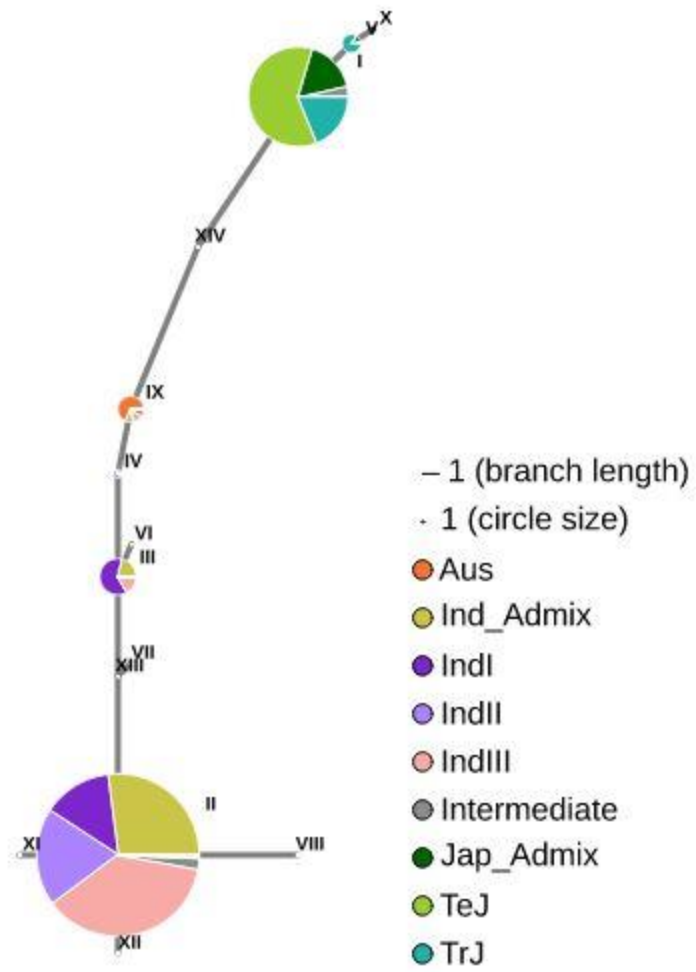 X
V
I
XIV
IX
IV
VI
III
VII
XIII
II
XI
VIII
XII
1 (branch length)
1 (circle size)
Aus
Ind_Admix
IndI
IndII
IndIII
Intermediate
Jap_Admix
TeJ
TrJ